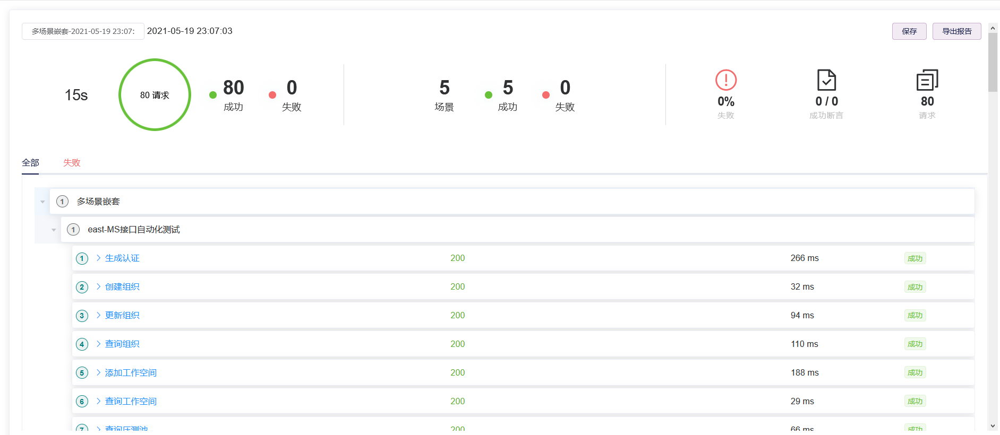 多场景嵌套-2021-05-19 23:07: 2021-05-19 23:07:03 保存 导出报告
15s 80 请求 80 成功 0 失败 5 场景 5 成功 0 失败 0% 失败 0 / 0 成功断言 80 请求
全部 失败
1 多场景嵌套
1 east-MS接口自动化测试
1 生成认证 200 266 ms 成功
2 创建组织 200 32 ms 成功
3 更新组织 200 94 ms 成功
4 查询组织 200 110 ms 成功
5 添加工作空间 200 188 ms 成功
6 查询工作空间 200 29 ms 成功
7 查询压测池 200 66 ms 成功